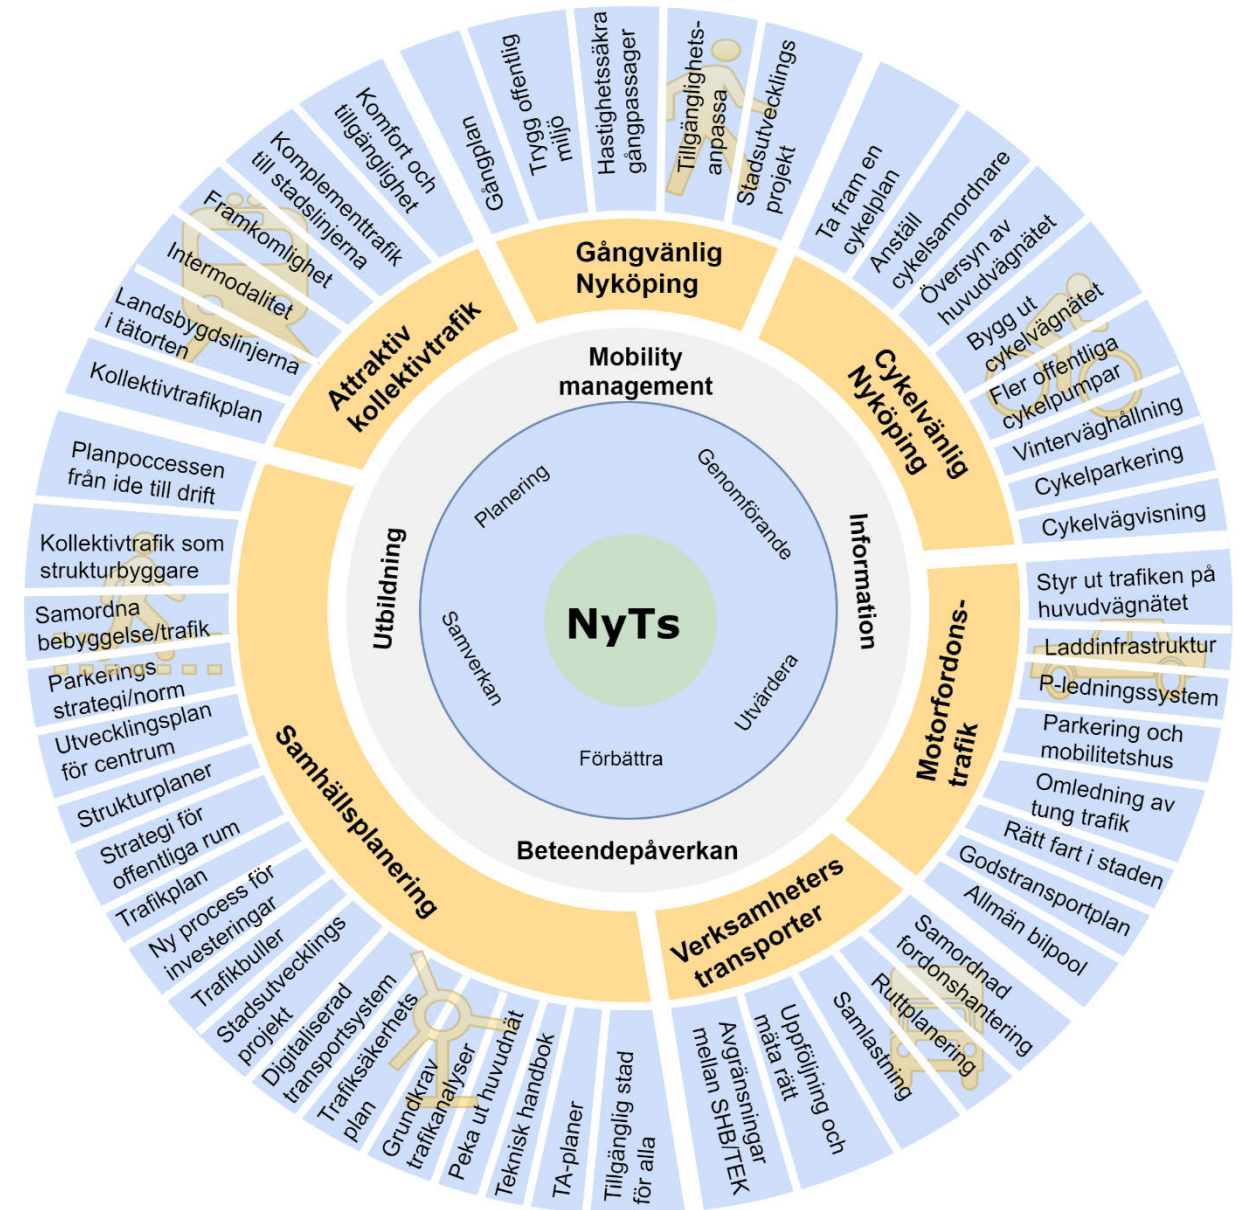 NyTs
Planering
Genomförande
Utvärdera
Förbättra
Samverkan
Mobility
management
Information
Beteendepåverkan
Utbildning
Gångvänlig
Nyköping
Gångplan
Trygg offentlig
miljö
Hastighetssäkra
gångpassager
Tillgänglighets-
anpassa
Stadsutvecklings
projekt
Cykelvänlig
Nyköping
Ta fram en
cykelplan
Anställ
cykelsamordnare
Översyn av
huvudvägnätet
Bygg ut
cykelvägnätet
Fler offentliga
cykelpumpar
Vinterväghållning
Cykelparkering
Cykelvägvisning
Motorfordons-
trafik
Styr ut trafiken på
huvudvägnätet
Laddinfrastruktur
P-ledningssystem
Parkering och
mobilitetshus
Omledning av
tung trafik
Rätt fart i staden
Godstransportplan
Allmän bilpool
Verksamheters
transporter
Samordnad
fordonshantering
Ruttplanering
Samlastning
Uppföljning och
mäta rätt
Avgränsningar
mellan SHB/TEK
Samhällsplanering
Tillgänglig stad
för alla
TA-planer
Teknisk handbok
Peka ut huvudnät
Grundkrav
trafikanalyser
Trafiksäkerhets
plan
Digitaliserad
transportsystem
Stadsutvecklings
projekt
Trafikbuller
Ny process för
investeringar
Trafikplan
Strategi för
offentliga rum
Strukturplaner
Utvecklingsplan
för centrum
Parkerings
strategi/norm
Samordna
bebyggelse/trafik
Kollektivtrafik som
strukturbyggare
Planpoccessen
från ide till drift
Attraktiv
kollektivtrafik
Kollektivtrafikplan
Landsbygdslinjerna
i tätorten
Intermodalitet
Framkomlighet
Komplementtrafik
till stadslinjerna
Komfort och
tillgänglighet